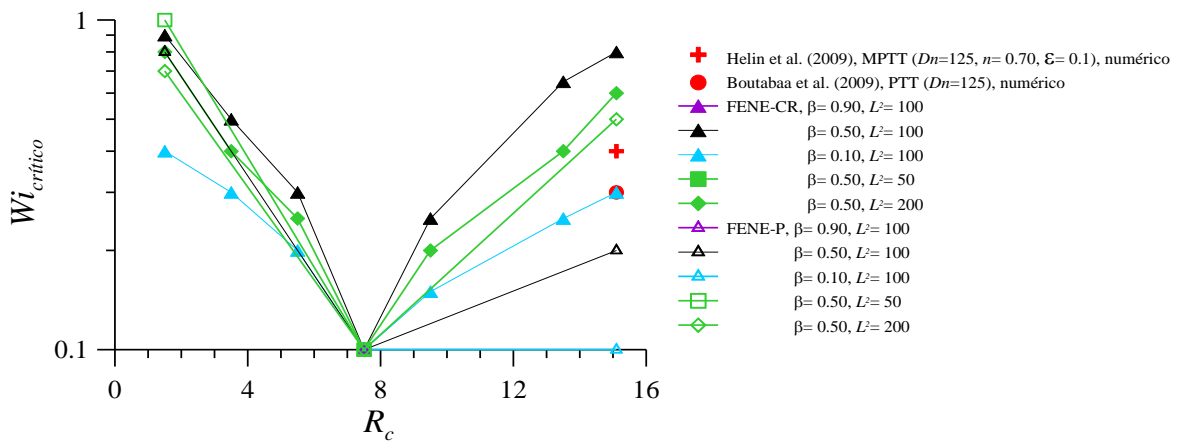 1
0.1
Wi crítico
0
4
8
12
16
R c
Helin et al. (2009), MPTT (Dn=125, n= 0.70, Ɛ= 0.1), numérico
Boutabaa et al. (2009), PTT (Dn=125), numérico
FENE-CR, β= 0.90, L²= 100
β= 0.50, L²= 100
β= 0.10, L²= 100
β= 0.50, L²= 50
β= 0.50, L²= 200
FENE-P, β= 0.90, L²= 100
β= 0.50, L²= 100
β= 0.10, L²= 100
β= 0.50, L²= 50
β= 0.50, L²= 200